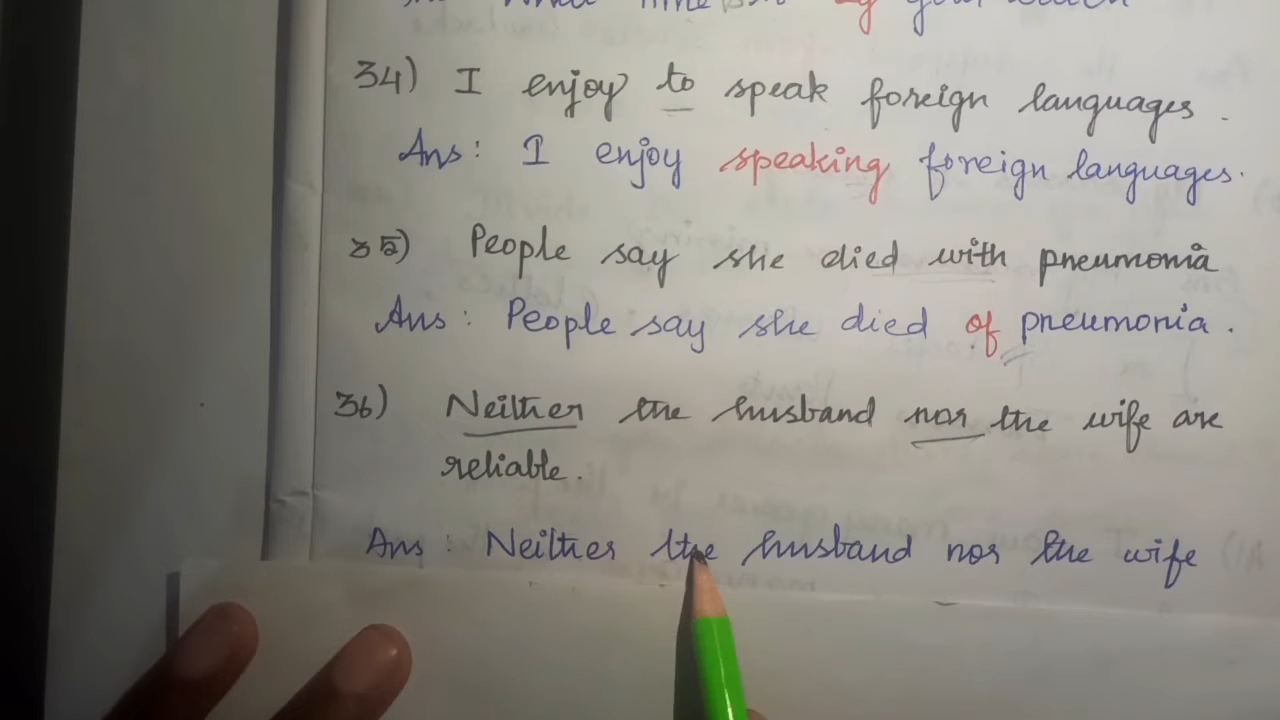 34) I enjoy to speak foreign languages.
Ans: I enjoy speaking foreign languages.
35) People say she died with pneumonia
Ans: People say she died of pneumonia.
36) Neither the husband nor the wife are
reliable.
Ans: Neither the husband nor the wife